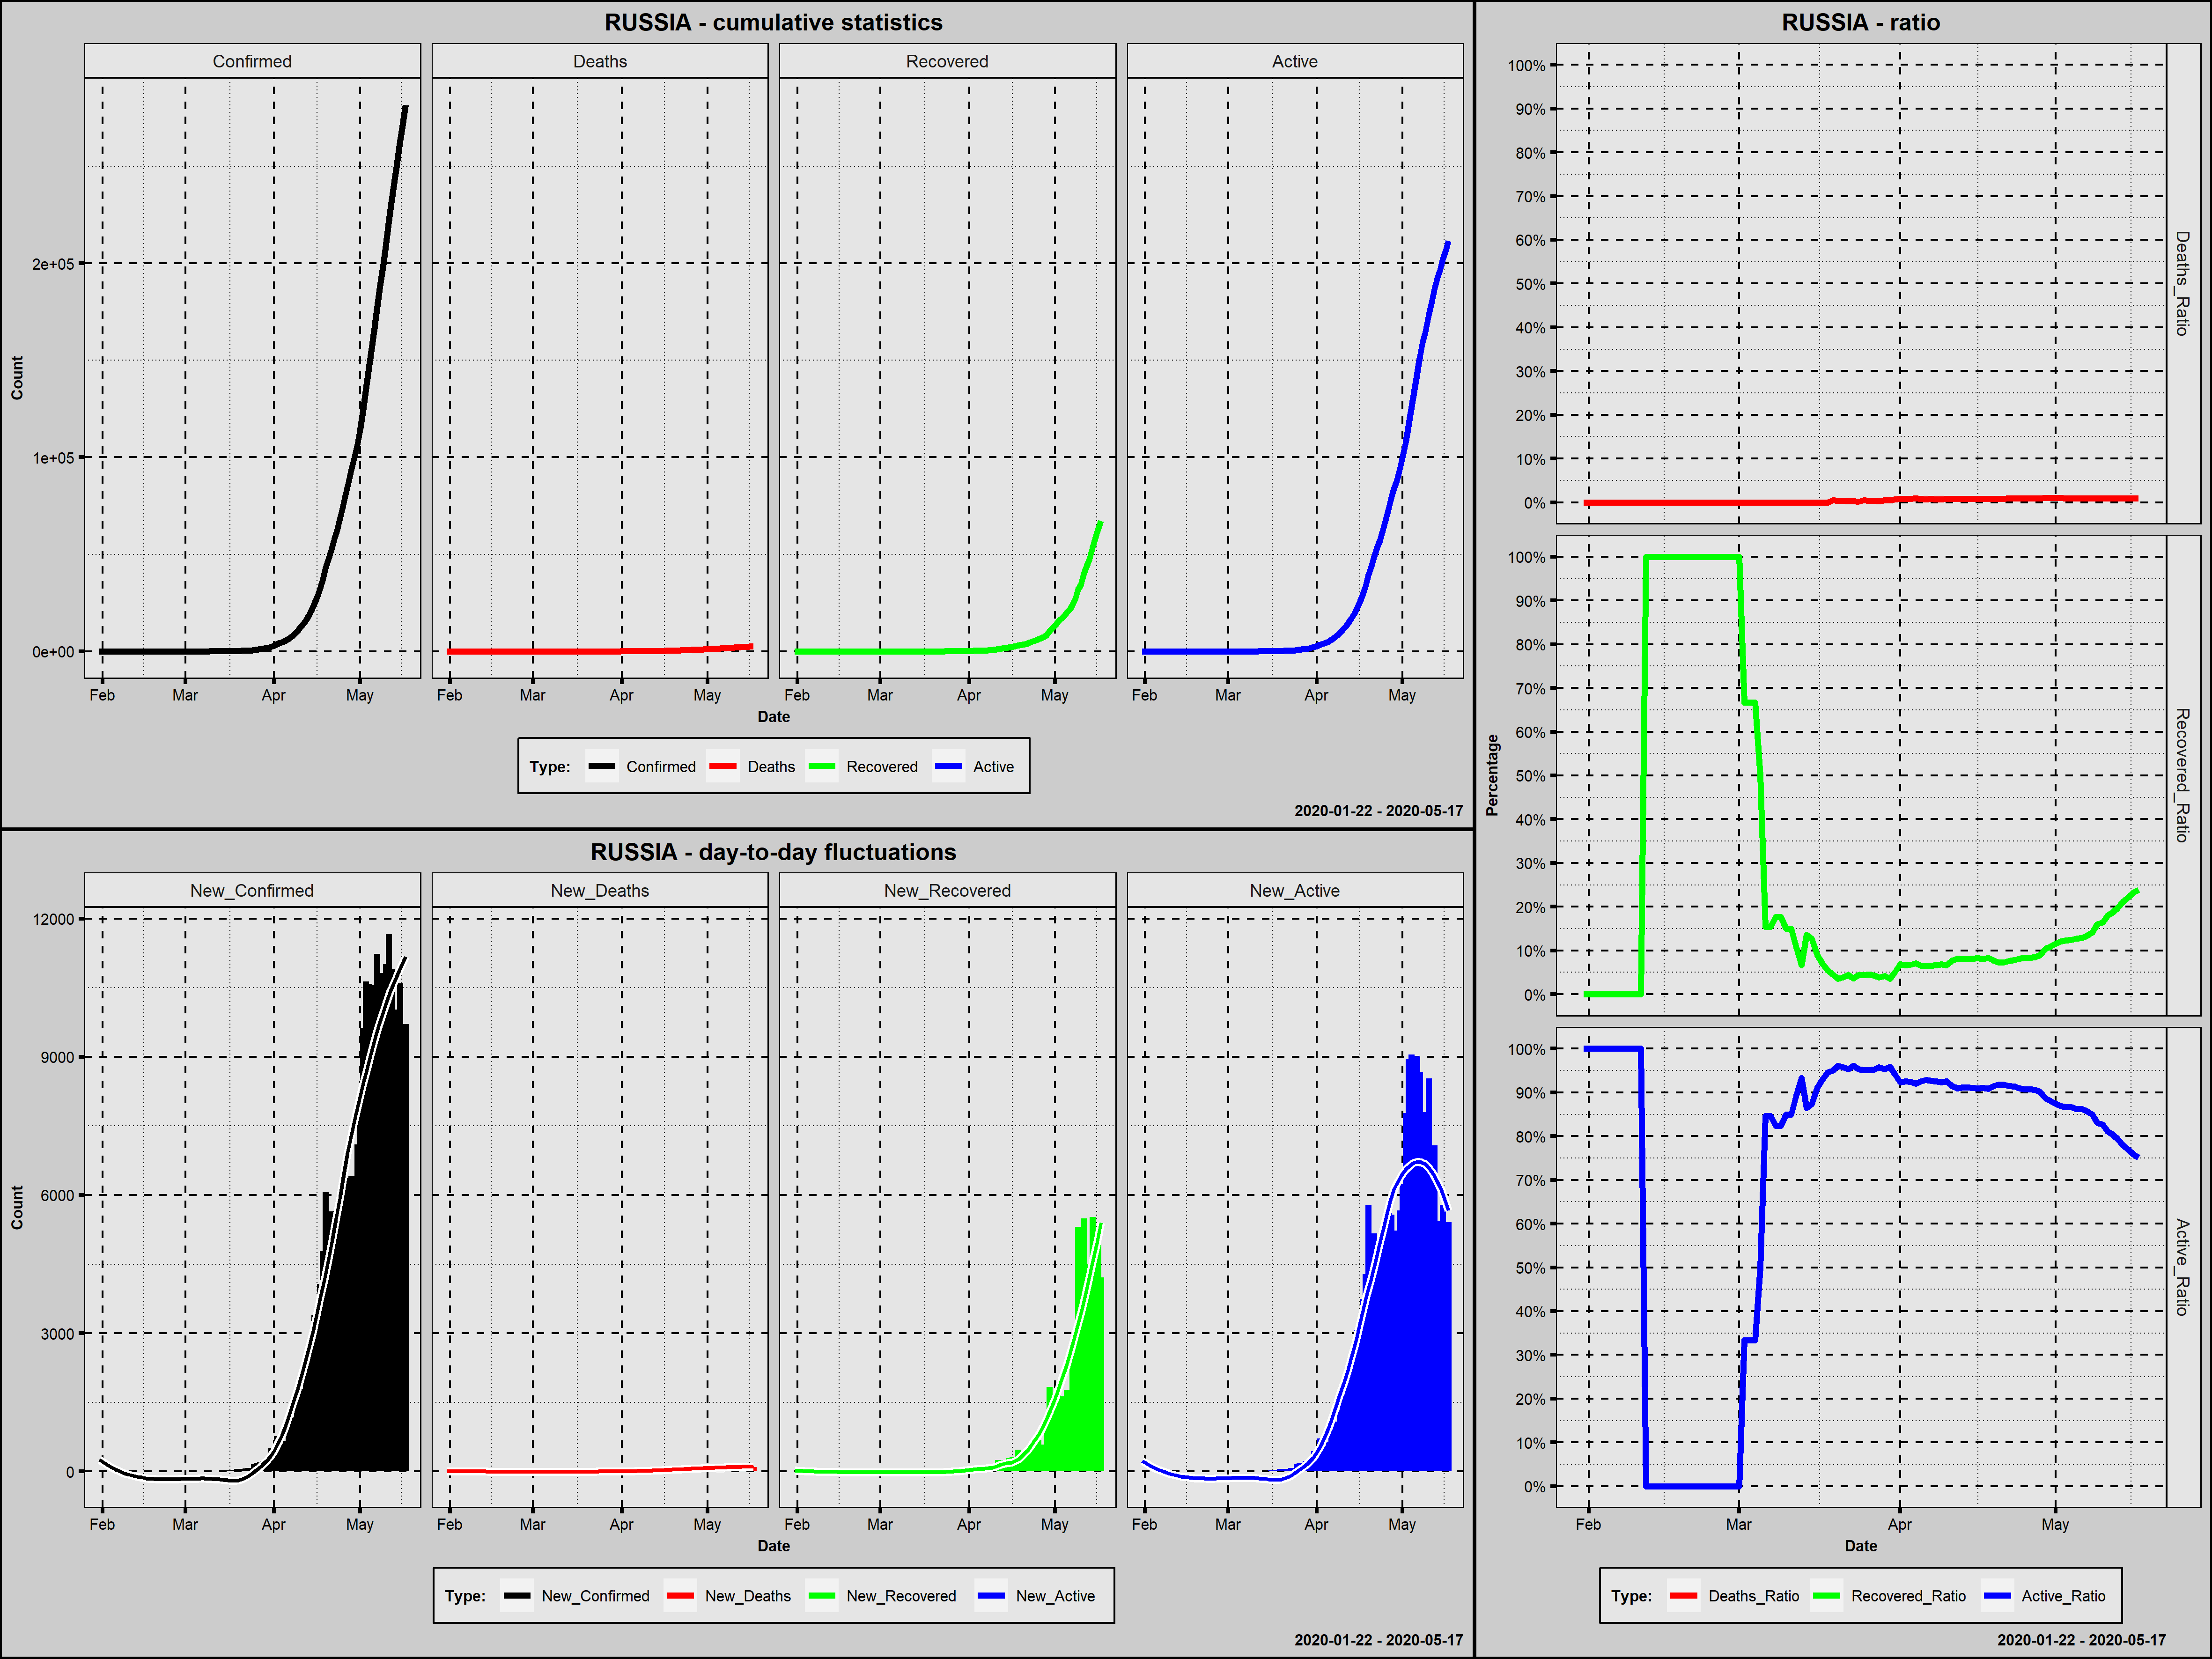 RUSSIA - cumulative statistics
Confirmed Deaths Recovered Active
2e+05
1e+05
0e+00
Count
Feb Mar Apr May Feb Mar Apr May Feb Mar Apr May Feb Mar Apr May
Date
Type: Confirmed Deaths Recovered Active
2020-01-22 - 2020-05-17
RUSSIA - day-to-day fluctuations
New_Confirmed New_Deaths New_Recovered New_Active
12000
9000
6000
3000
0
Count
Feb Mar Apr May Feb Mar Apr May Feb Mar Apr May Feb Mar Apr May
Date
Type: New_Confirmed New_Deaths New_Recovered New_Active
2020-01-22 - 2020-05-17
RUSSIA - ratio
100%
90%
80%
70%
60%
50%
40%
30%
20%
10%
0%
Deaths_Ratio
100%
90%
80%
70%
60%
50%
40%
30%
20%
10%
0%
Recovered_Ratio
Percentage
100%
90%
80%
70%
60%
50%
40%
30%
20%
10%
0%
Active_Ratio
Feb Mar Apr May
Date
Type: Deaths_Ratio Recovered_Ratio Active_Ratio
2020-01-22 - 2020-05-17